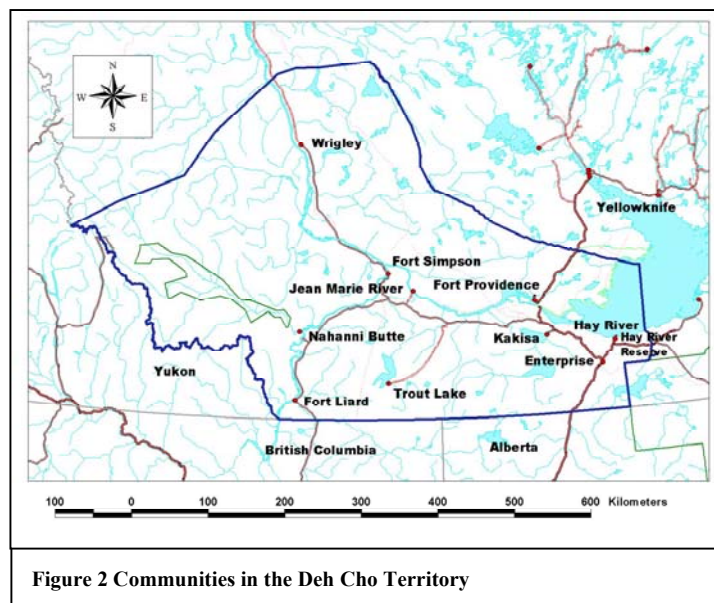 N
W E
S
Wrigley
Yellowknife
Fort Simpson
Jean Marie River
Fort Providence
Hay River
Hay River
Reserve
Nahanni Butte
Kakisa
Enterprise
Yukon
Trout Lake
Fort Liard
British Columbia
Alberta
100 0 100 200 300 400 500 600 Kilometers
Figure 2 Communities in the Deh Cho Territory